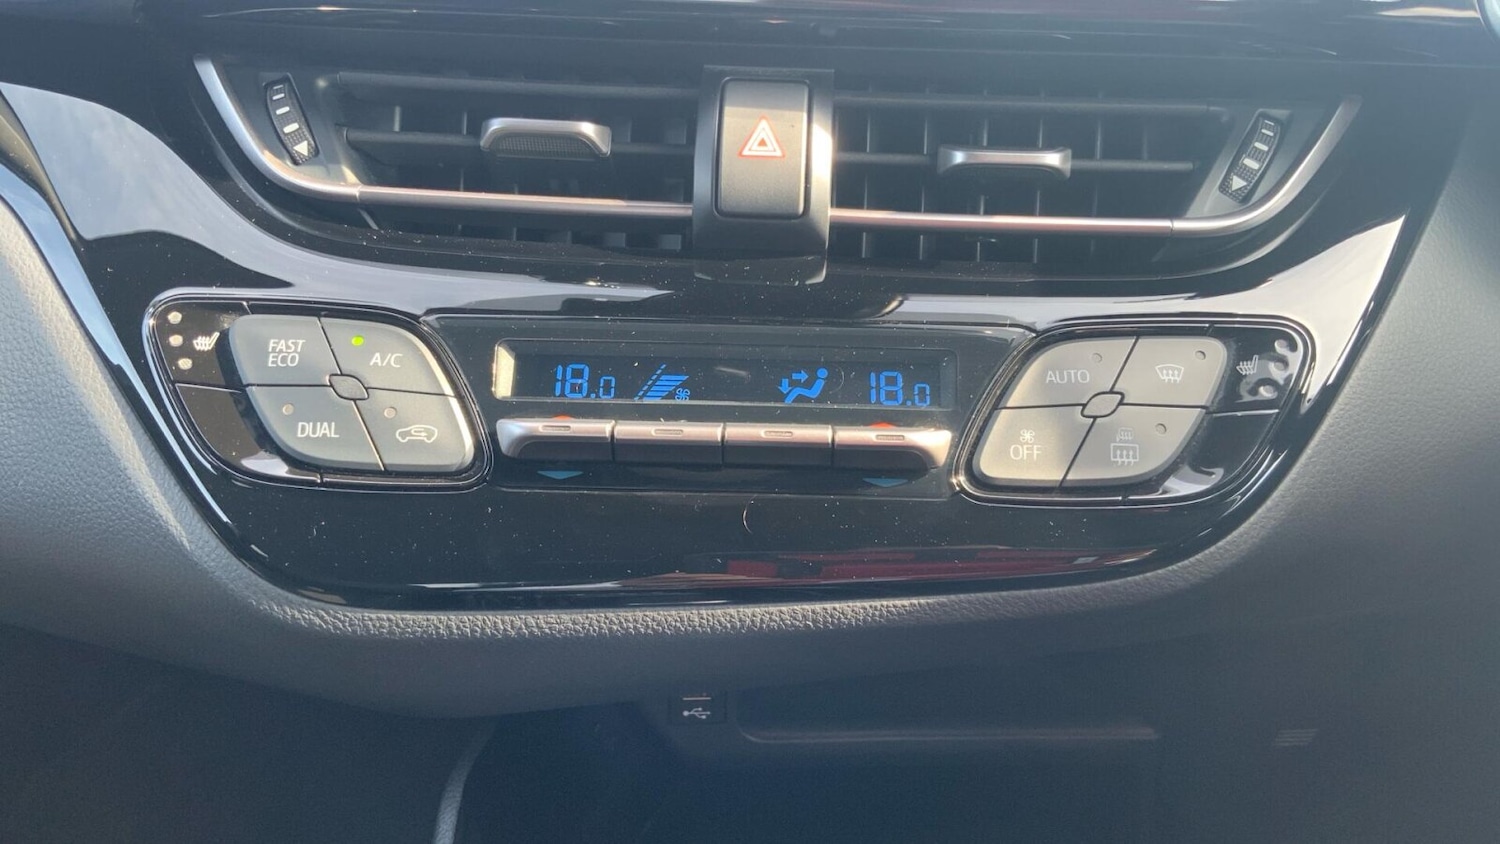 FAST
ECO
A/C
DUAL
18.0
18.0
AUTO
OFF